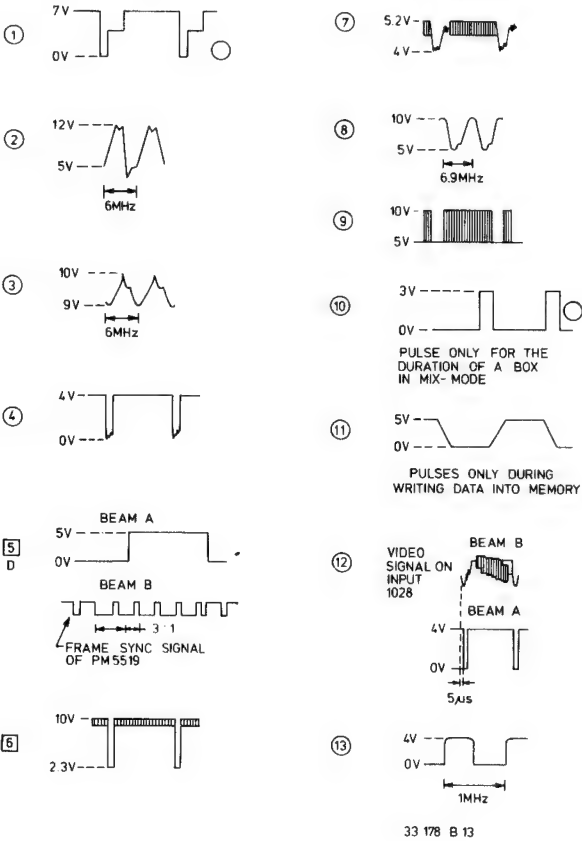 1
7V
0V
2
12V
5V
6MHz
3
10V
9V
6MHz
4
4V
0V
5
D
BEAM A
5V
0V
BEAM B
3:1
FRAME SYNC SIGNAL
OF PM5519
6
10V
2.3V
7
5.2V
4V
8
10V
5V
6.9MHz
9
10V
5V
10
3V
0V
PULSE ONLY FOR THE
DURATION OF A BOX
IN MIX-MODE
11
5V
0V
PULSES ONLY DURING
WRITING DATA INTO MEMORY
12
VIDEO
SIGNAL ON
INPUT
1028
BEAM B
BEAM A
4V
0V
5µs
13
4V
0V
1MHz
33 178 B 13